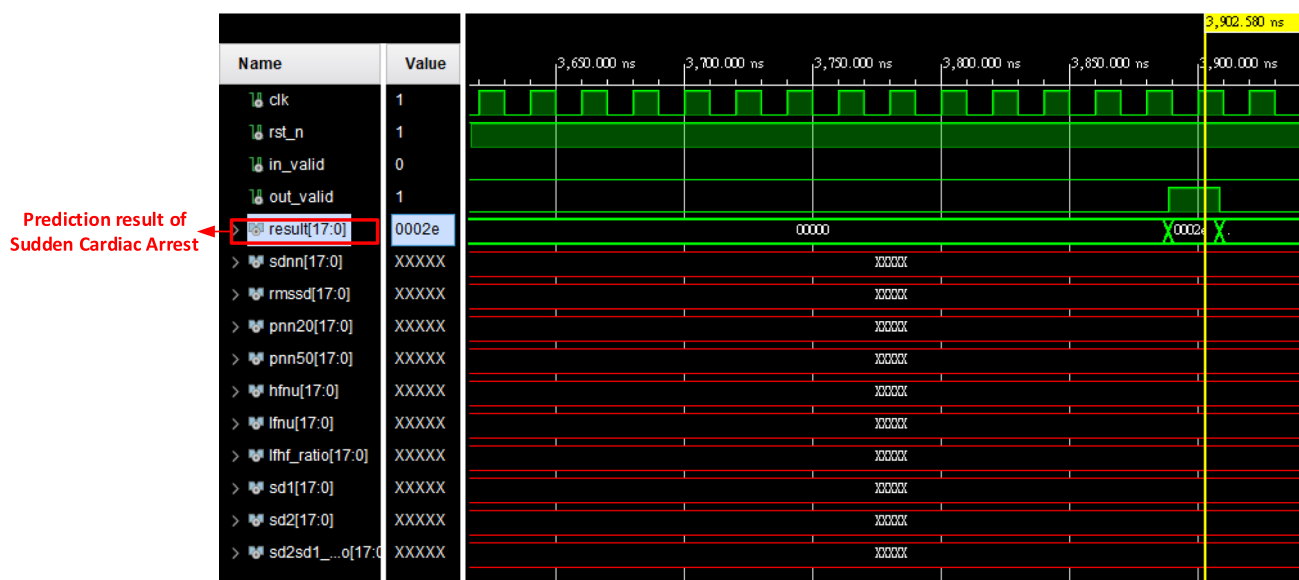 3,902.580 ns
Name Value
3,650.000 ns 3,700.000 ns 3,750.000 ns 3,800.000 ns 3,850.000 ns 3,900.000 ns
clk 1
rst_n 1
in_valid 0
out_valid 1
Prediction result of
Sudden Cardiac Arrest
result[17:0] 0002e 00000 0002e .
sdnn[17:0] XXXXX XXXXX
rmssd[17:0] XXXXX XXXXX
pnn20[17:0] XXXXX XXXXX
pnn50[17:0] XXXXX XXXXX
hfnu[17:0] XXXXX XXXXX
lfnu[17:0] XXXXX XXXXX
lfhf_ratio[17:0] XXXXX XXXXX
sd1[17:0] XXXXX XXXXX
sd2[17:0] XXXXX XXXXX
sd2sd1_...o[17:0 XXXXX XXXXX